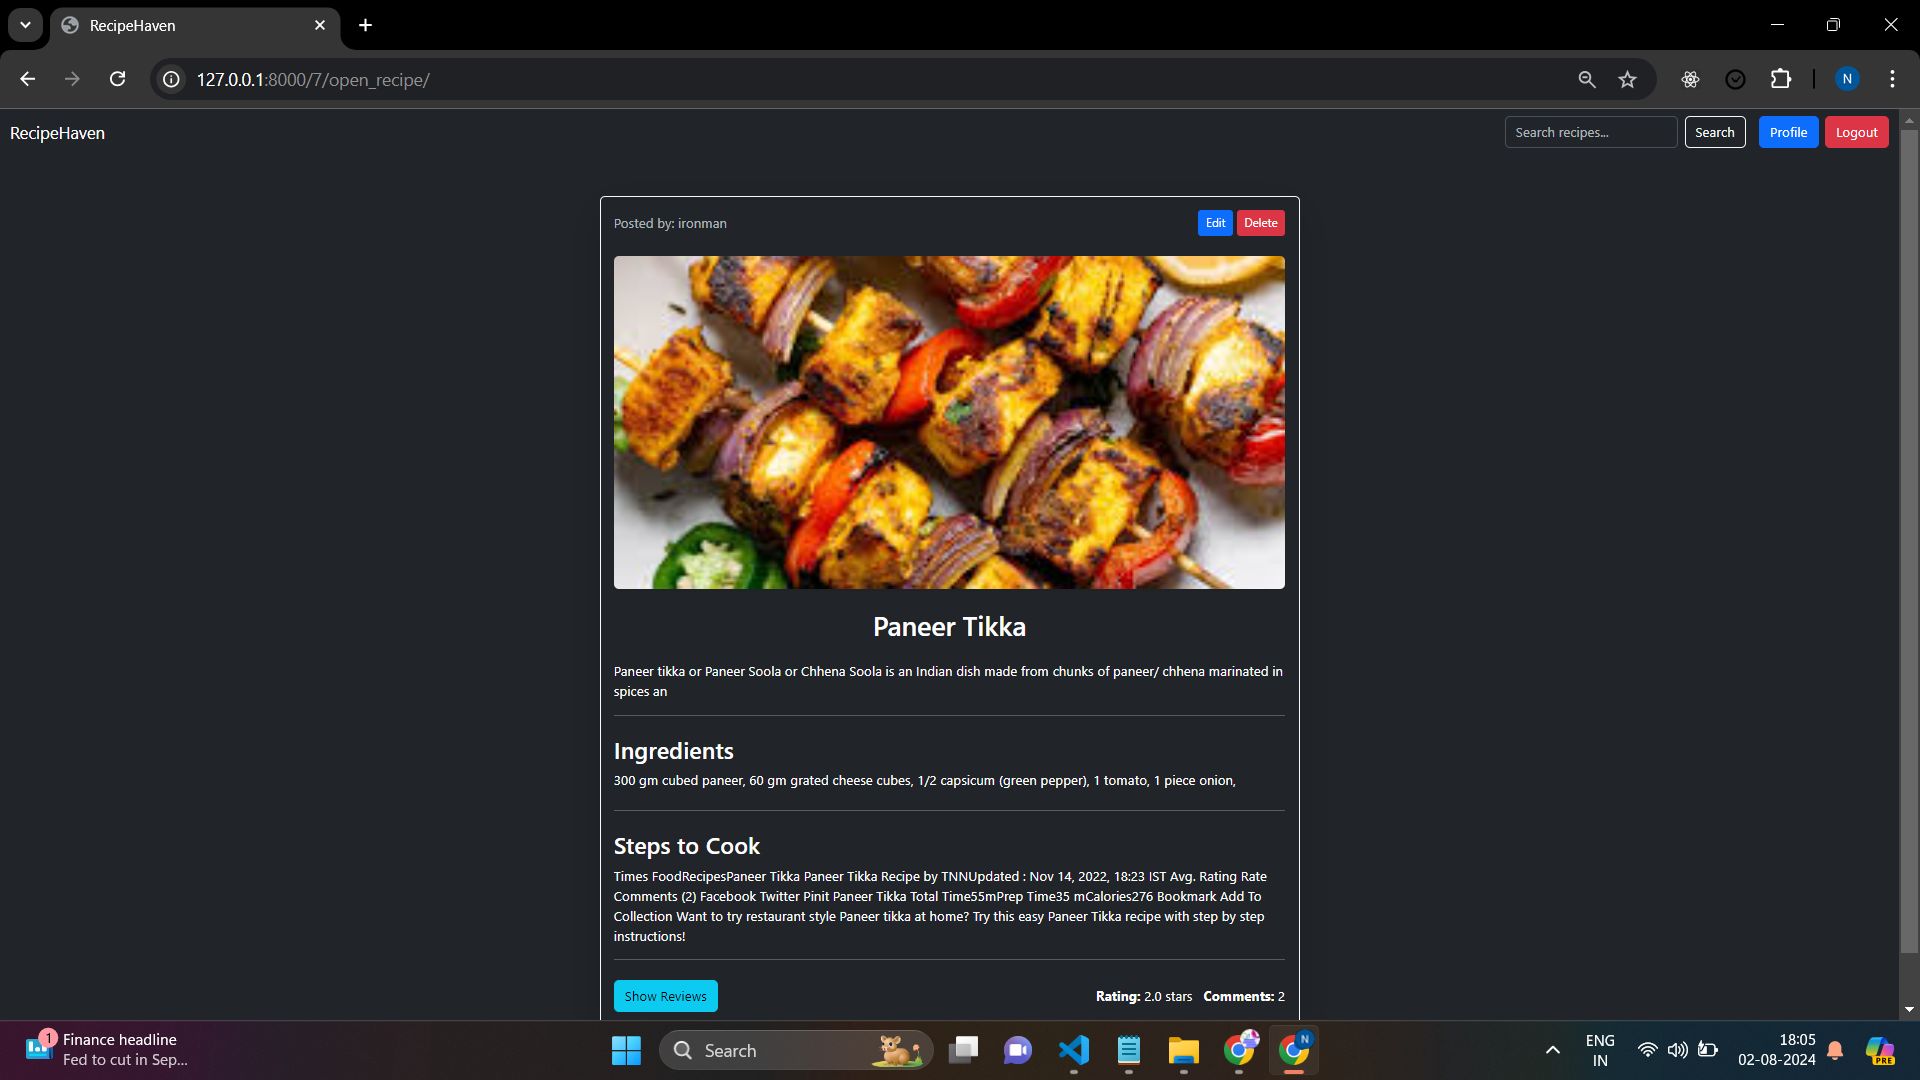 RecipeHaven
127.0.0.1:8000/7/open_recipe/
N
RecipeHaven
Search recipes...
Search
Profile
Logout
Posted by: ironman
Edit
Delete
Paneer Tikka
Paneer tikka or Paneer Soola or Chhena Soola is an Indian dish made from chunks of paneer/ chhena marinated in
spices an
Ingredients
300 gm cubed paneer, 60 gm grated cheese cubes, 1/2 capsicum (green pepper), 1 tomato, 1 piece onion,
Steps to Cook
Times FoodRecipesPaneer Tikka Paneer Tikka Recipe by TNNUpdated : Nov 14, 2022, 18:23 IST Avg. Rating Rate
Comments (2) Facebook Twitter Pinit Paneer Tikka Total Time55mPrep Time35 mCalories276 Bookmark Add To
Collection Want to try restaurant style Paneer tikka at home? Try this easy Paneer Tikka recipe with step by step
instructions!
Show Reviews
Rating: 2.0 stars Comments: 2
1
Finance headline
Fed to cut in Sep...
Search
N
ENG
IN
18:05
02-08-2024
PRE